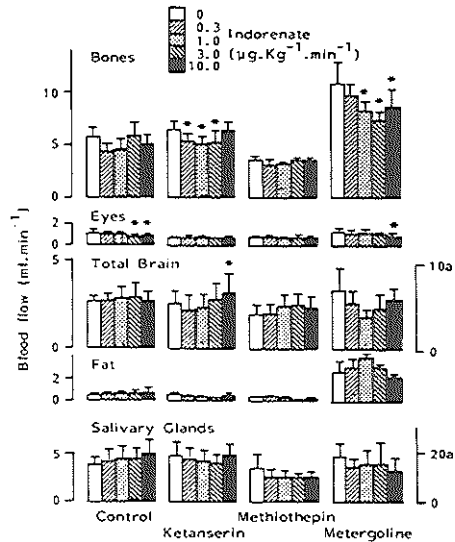 0
0.3
1.0
3.0
10.0
Indorenate
(μg.Kg⁻¹.min⁻¹)
Bones
10
5
0
* * *
* * *
Eyes
2
0
* *
*
Total Brain
5
0
*
10a
0
Fat
2
0
Salivary Glands
5
0
20a
0
Blood flow (ml.min⁻¹)
Control
Ketanserin
Methiothepin
Metergoline